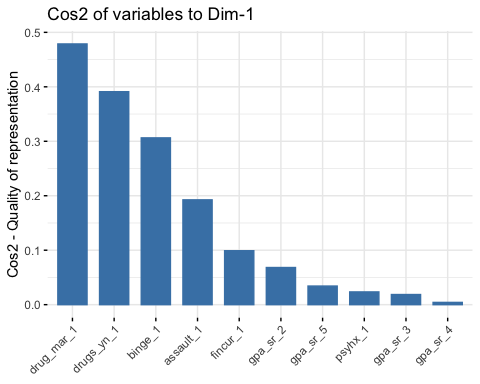 Cos2 of variables to Dim-1
Cos2 - Quality of representation
0.5
0.4
0.3
0.2
0.1
0.0
drug_mar_1
drugs_yn_1
binge_1
assault_1
fincur_1
gpa_sr_2
gpa_sr_5
psyhx_1
gpa_sr_3
gpa_sr_4